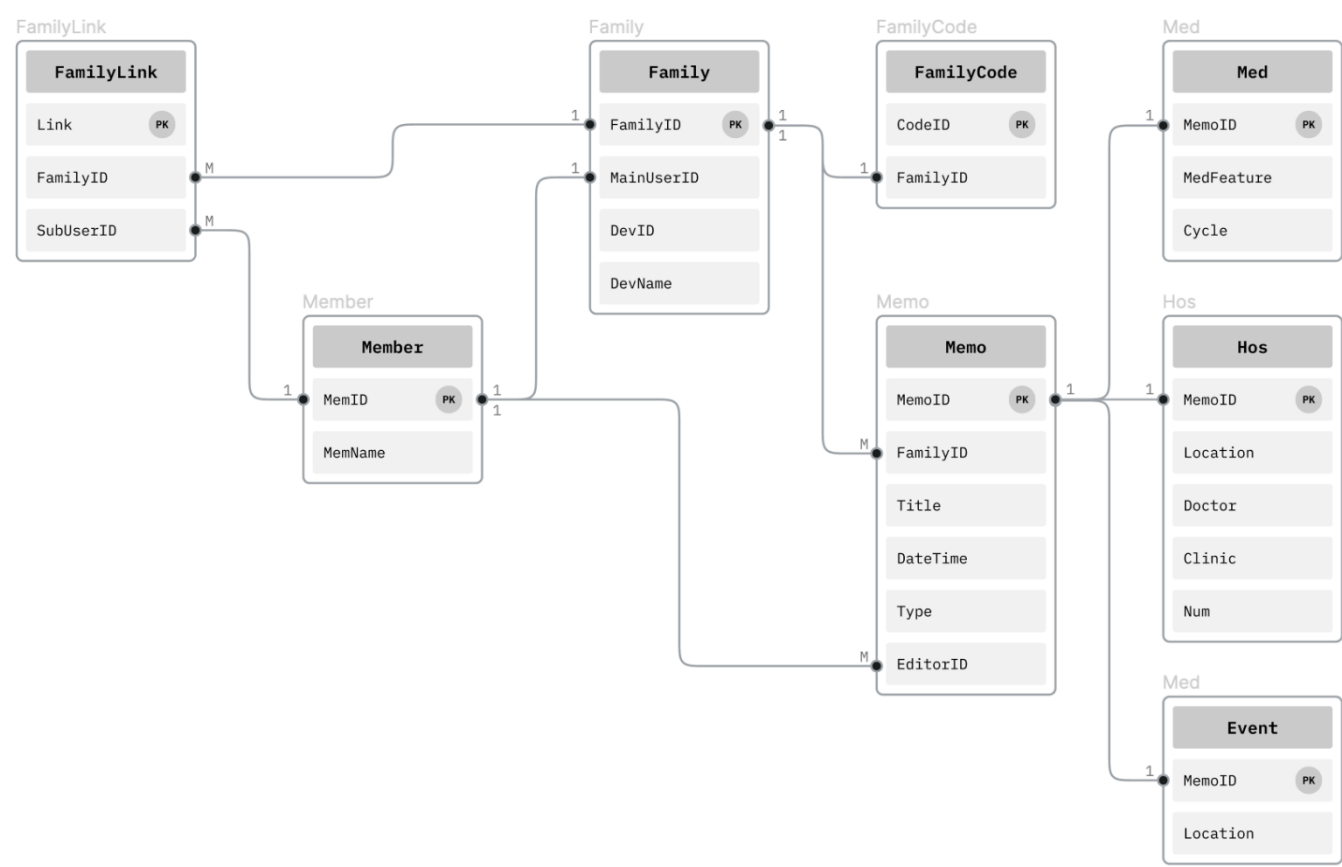 FamilyLink
FamilyLink
Link PK
FamilyID
SubUserID
M
M
Member
Member
MemID PK
MemName
1
1
1
Family
Family
FamilyID PK
MainUserID
DevID
DevName
1
1
1
1
FamilyCode
FamilyCode
CodeID PK
FamilyID
1
Memo
Memo
MemoID PK
FamilyID
Title
DateTime
Type
EditorID
M
M
1
Med
Med
MemoID PK
MedFeature
Cycle
1
Hos
Hos
MemoID PK
Location
Doctor
Clinic
Num
1
Med
Event
MemoID PK
Location
1